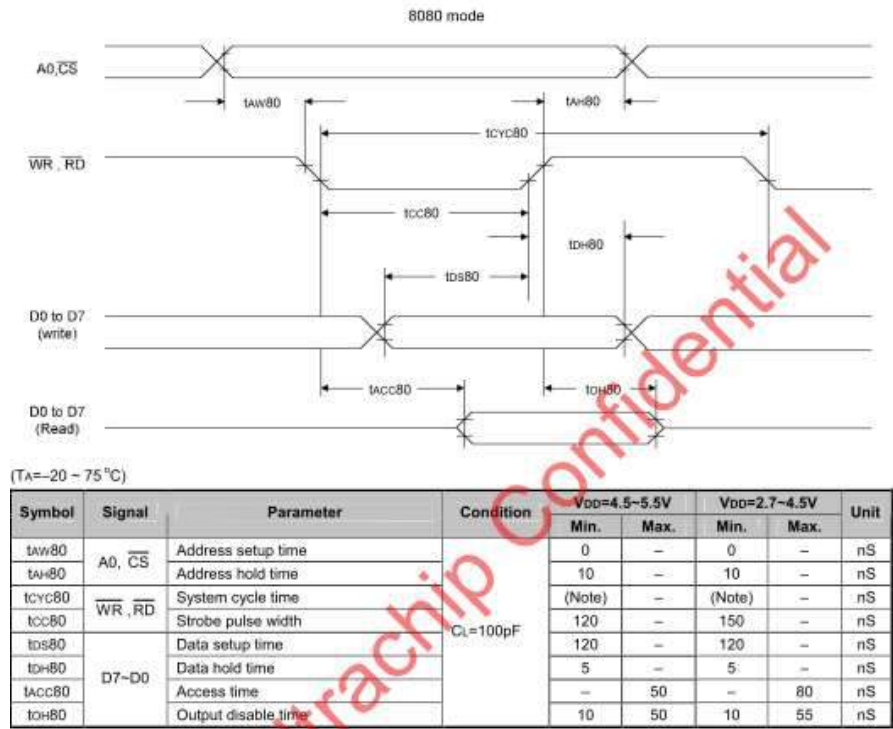 8080 mode
A0,CS
tAW80
tAH80
tCYC80
WR , RD
tCC80
tDH80
tDS80
D0 to D7
(write)
tACC80
tOH80
D0 to D7
(Read)
(TA=–20 ~ 75 °C)
Symbol Signal Parameter Condition VDD=4.5~5.5V VDD=2.7~4.5V Unit
Min. Max. Min. Max.
tAW80 A0, CS Address setup time CL=100pF 0 – 0 – nS
tAH80 Address hold time 10 – 10 – nS
tCYC80 WR ,RD System cycle time (Note) – (Note) – nS
tCC80 Strobe pulse width 120 – 150 – nS
tDS80 D7~D0 Data setup time 120 – 120 – nS
tDH80 Data hold time 5 – 5 – nS
tACC80 Access time – 50 – 80 nS
tOH80 Output disable time 10 50 10 55 nS
Confidential